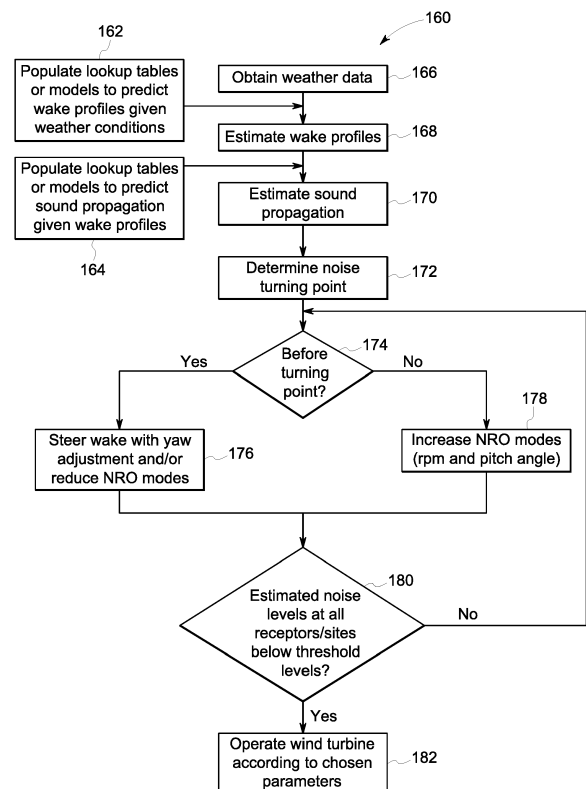 160
162
Populate lookup tables
or models to predict
wake profiles given
weather conditions
Obtain weather data
166
Estimate wake profiles
168
Populate lookup tables
or models to predict
sound propagation
given wake profiles
164
Estimate sound
propagation
170
Determine noise
turning point
172
Before
turning
point?
174
Yes
No
Steer wake with yaw
adjustment and/or
reduce NRO modes
176
Increase NRO modes
(rpm and pitch angle)
178
Estimated noise
levels at all
receptors/sites
below threshold
levels?
180
No
Yes
Operate wind turbine
according to chosen
parameters
182